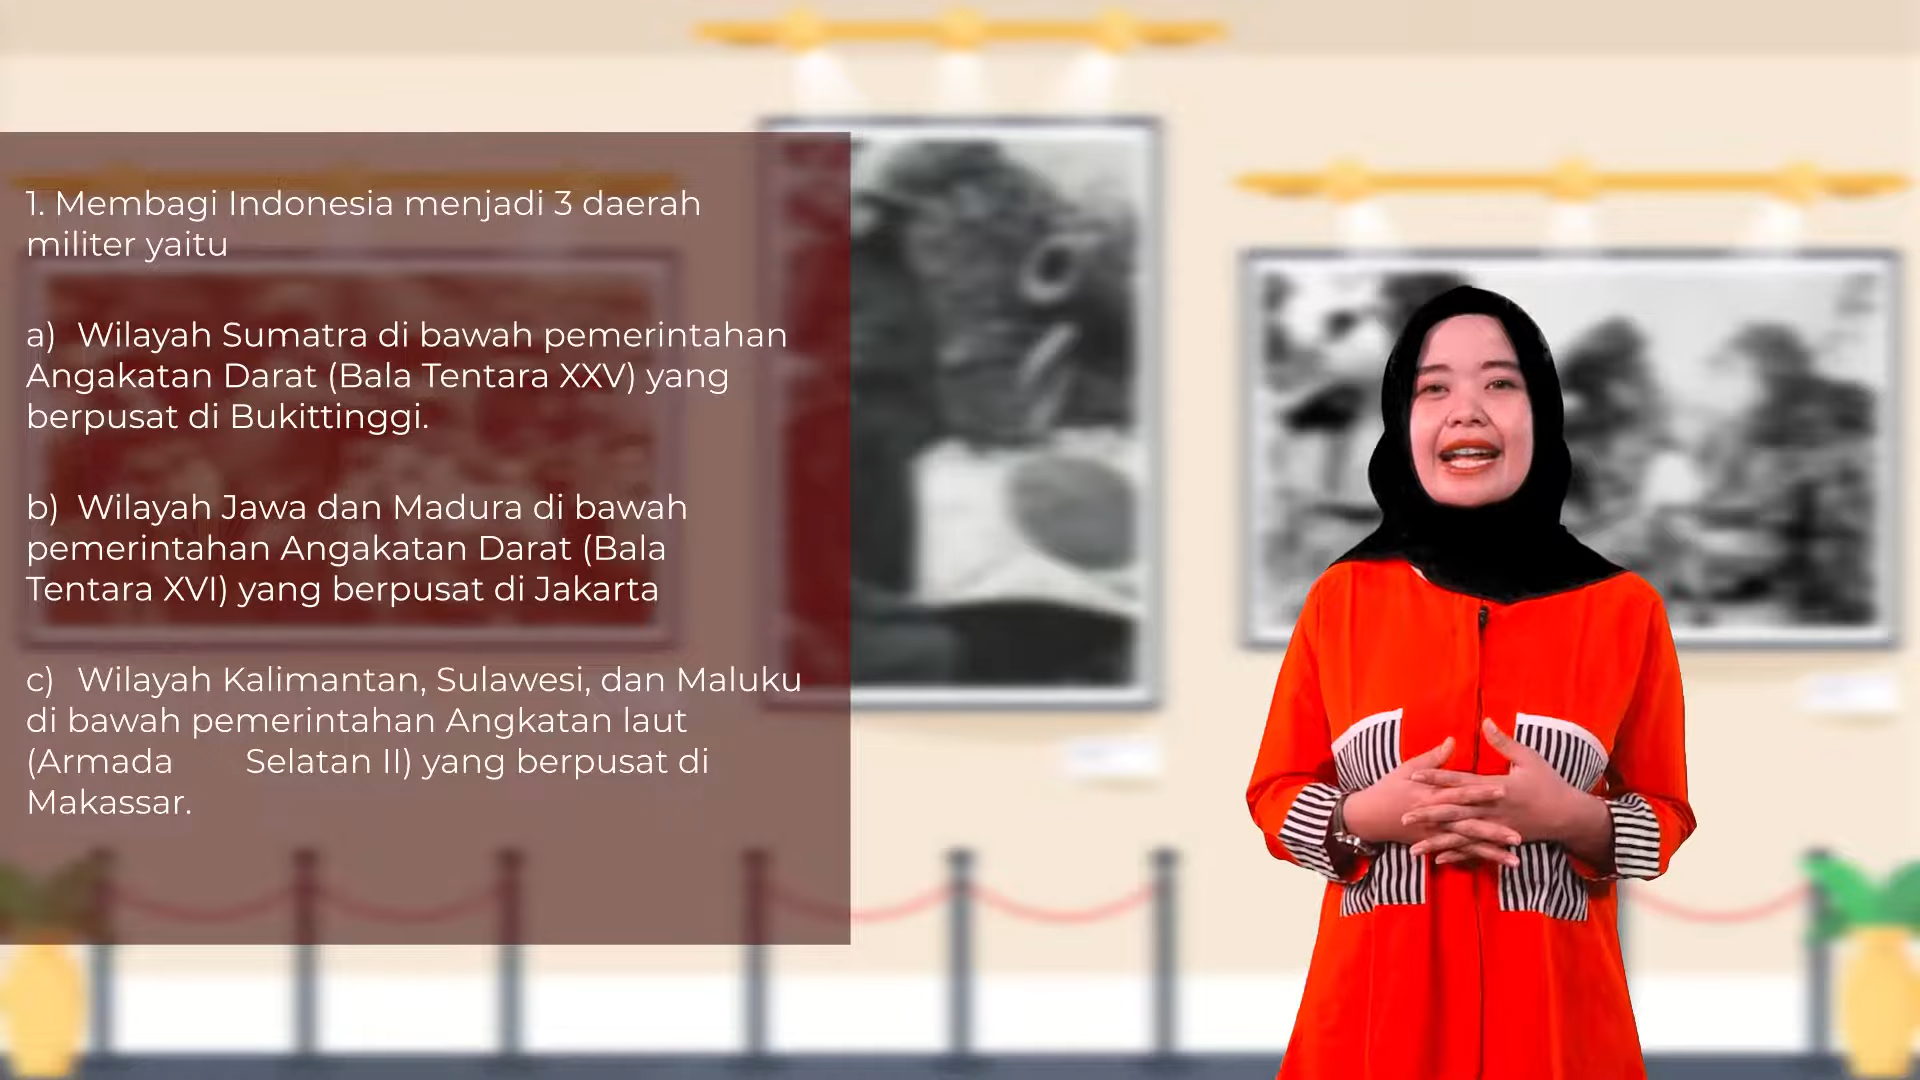 1. Membagi Indonesia menjadi 3 daerah
militer yaitu
a) Wilayah Sumatra di bawah pemerintahan
Angakatan Darat (Bala Tentara XXV) yang
berpusat di Bukittinggi.
b) Wilayah Jawa dan Madura di bawah
pemerintahan Angakatan Darat (Bala
Tentara XVI) yang berpusat di Jakarta
c) Wilayah Kalimantan, Sulawesi, dan Maluku
di bawah pemerintahan Angkatan laut
(Armada Selatan II) yang berpusat di
Makassar.